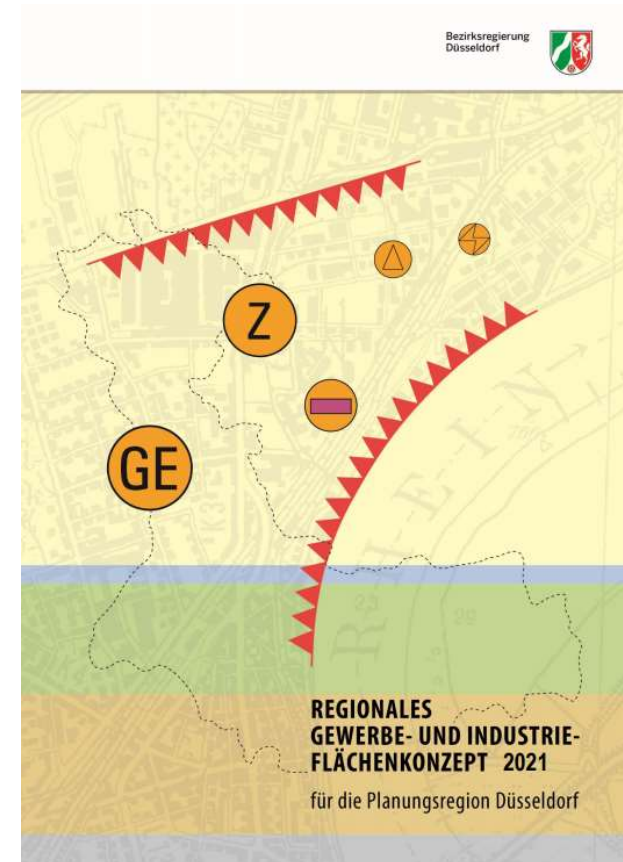 Bezirksregierung
Düsseldorf
Z
GE
R-H-E-I-N
REGIONALES
GEWERBE- UND INDUSTRIE-
FLÄCHENKONZEPT 2021
für die Planungsregion Düsseldorf